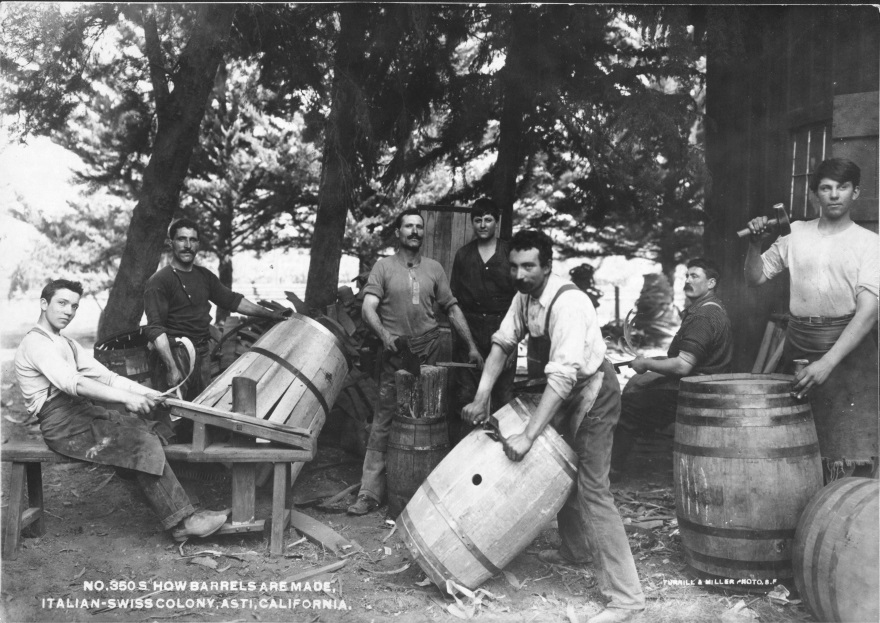 NO.350 S. HOW BARRELS ARE MADE,
ITALIAN-SWISS COLONY, ASTI, CALIFORNIA.
TURRILL & MILLER PHOTO, S.F.